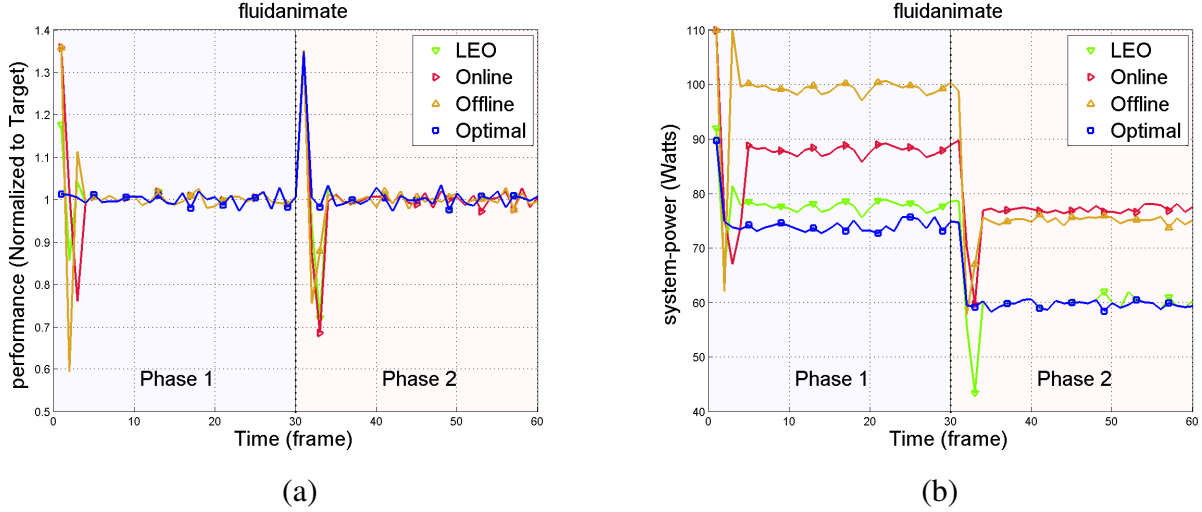 fluidanimate
performance (Normalized to Target)
1.4
1.3
1.2
1.1
1
0.9
0.8
0.7
0.6
0.5
LEO
Online
Offline
Optimal
Phase 1
Phase 2
0 10 20 30 40 50 60
Time (frame)
(a)
fluidanimate
system-power (Watts)
110
100
90
80
70
60
50
40
LEO
Online
Offline
Optimal
Phase 1
Phase 2
0 10 20 30 40 50 60
Time (frame)
(b)